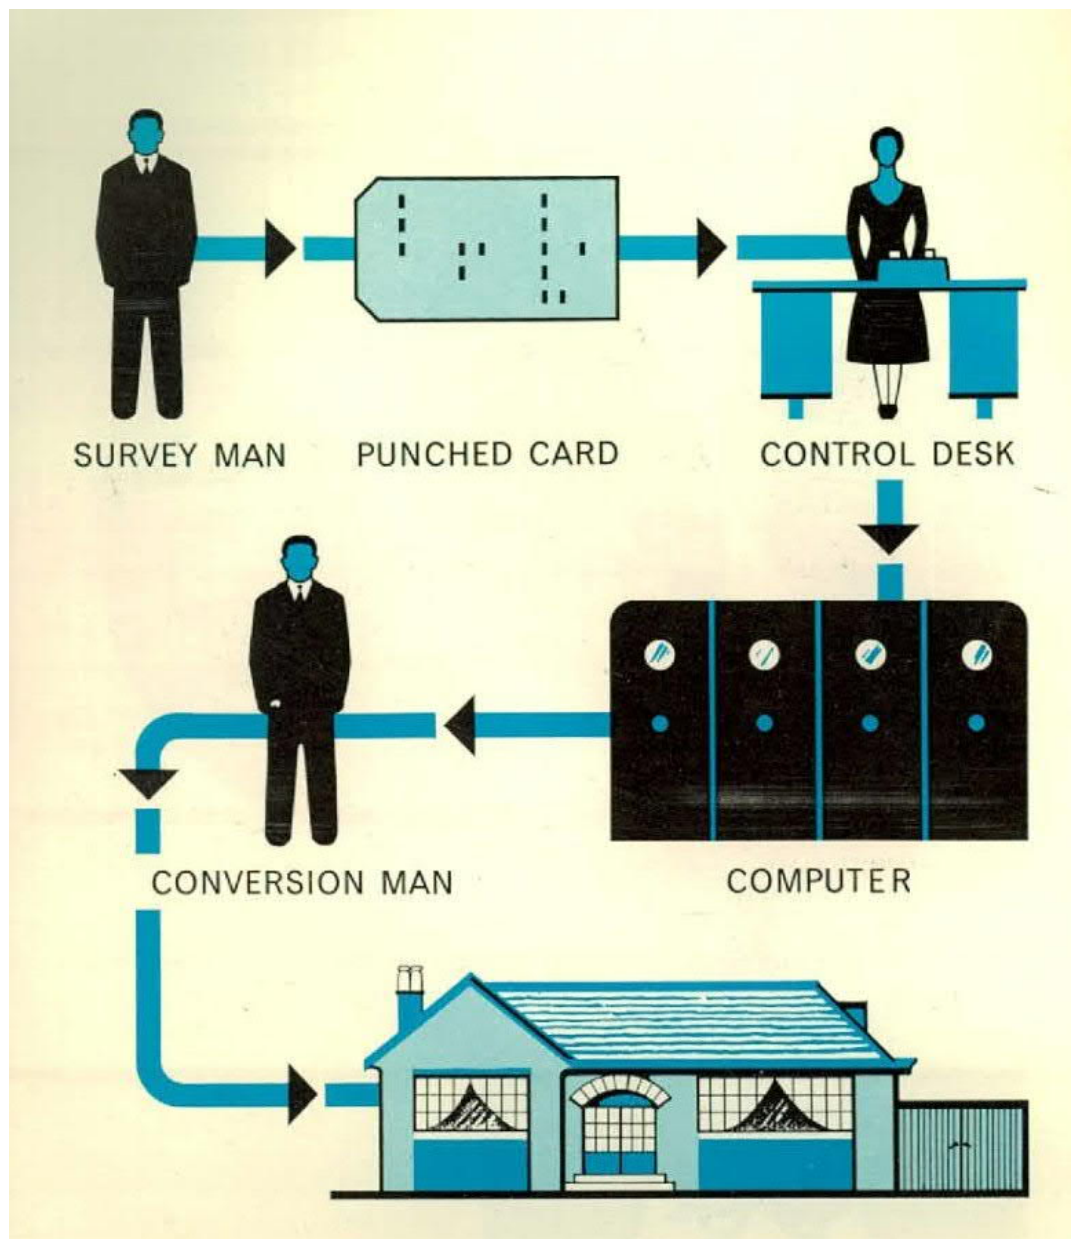 SURVEY MAN
PUNCHED CARD
CONTROL DESK
CONVERSION MAN
COMPUTER